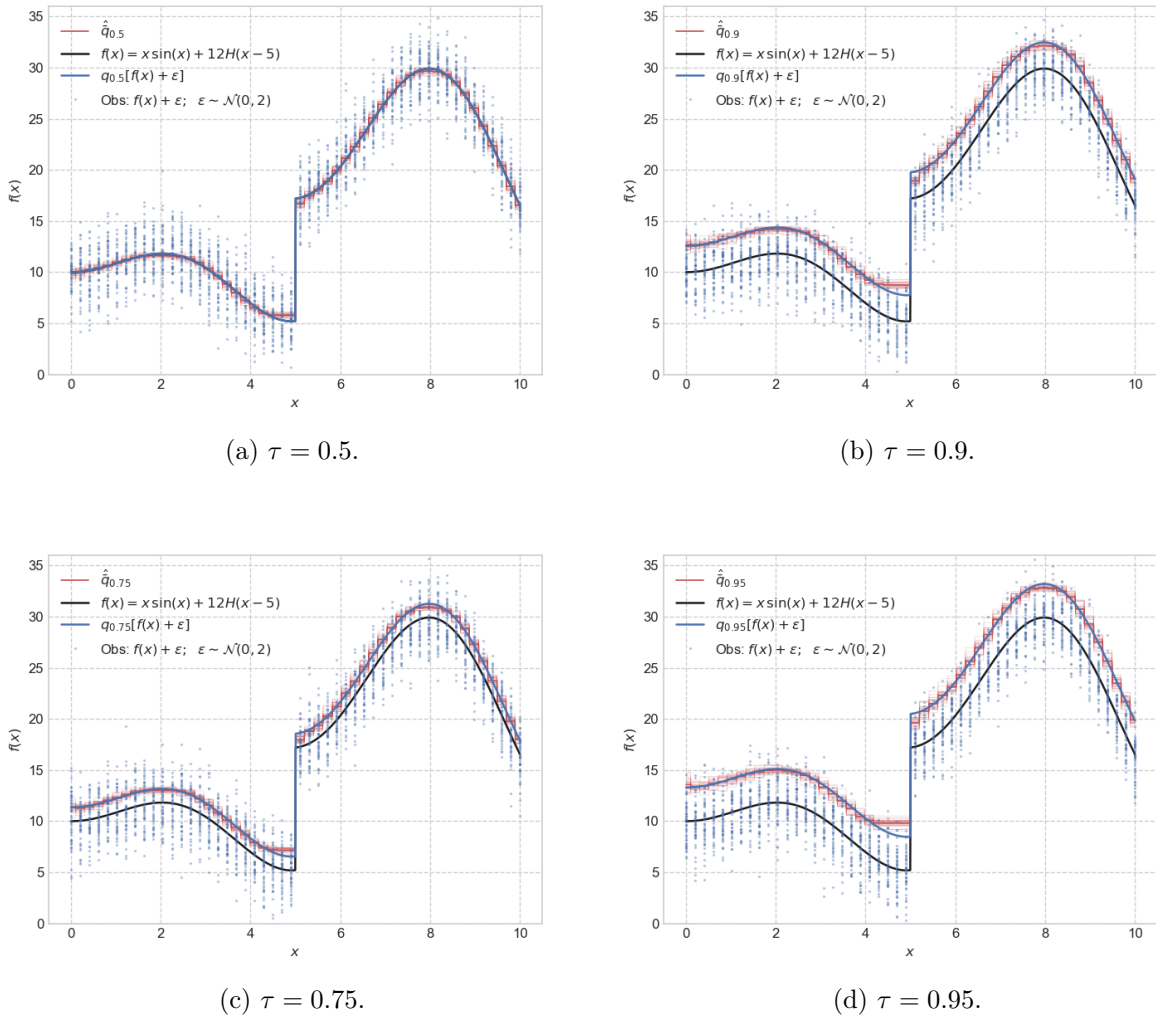 35
30
25
20
15
10
5
0
f(x)
0 2 4 6 8 10
x
q̂̄₀.₅
f(x) = x sin(x) + 12H(x − 5)
q₀.₅[f(x) + ε]
Obs: f(x) + ε; ε ∼ 𝒩(0, 2)
(a) τ = 0.5.
35
30
25
20
15
10
5
0
f(x)
0 2 4 6 8 10
x
q̂̄₀.₉
f(x) = x sin(x) + 12H(x − 5)
q₀.₉[f(x) + ε]
Obs: f(x) + ε; ε ∼ 𝒩(0, 2)
(b) τ = 0.9.
35
30
25
20
15
10
5
0
f(x)
0 2 4 6 8 10
x
q̂̄₀.₇₅
f(x) = x sin(x) + 12H(x − 5)
q₀.₇₅[f(x) + ε]
Obs: f(x) + ε; ε ∼ 𝒩(0, 2)
(c) τ = 0.75.
35
30
25
20
15
10
5
0
f(x)
0 2 4 6 8 10
x
q̂̄₀.₉₅
f(x) = x sin(x) + 12H(x − 5)
q₀.₉₅[f(x) + ε]
Obs: f(x) + ε; ε ∼ 𝒩(0, 2)
(d) τ = 0.95.